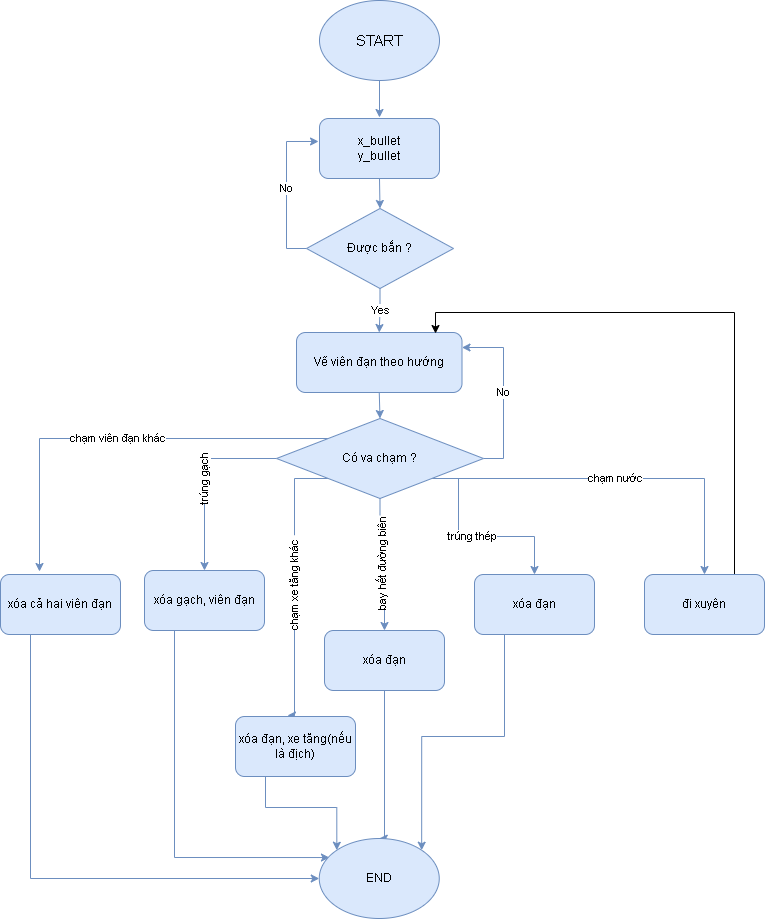 START
x_bullet
y_bullet
No
Được bắn ?
Yes
Vẽ viên đạn theo hướng
No
Có va chạm ?
chạm viên đạn khác
trúng gạch
chạm xe tăng khác
bay hết đường biên
trúng thép
chạm nước
xóa cả hai viên đạn
xóa gạch, viên đạn
xóa đạn
đi xuyên
xóa đạn
xóa đạn, xe tăng(nếu
là địch)
END